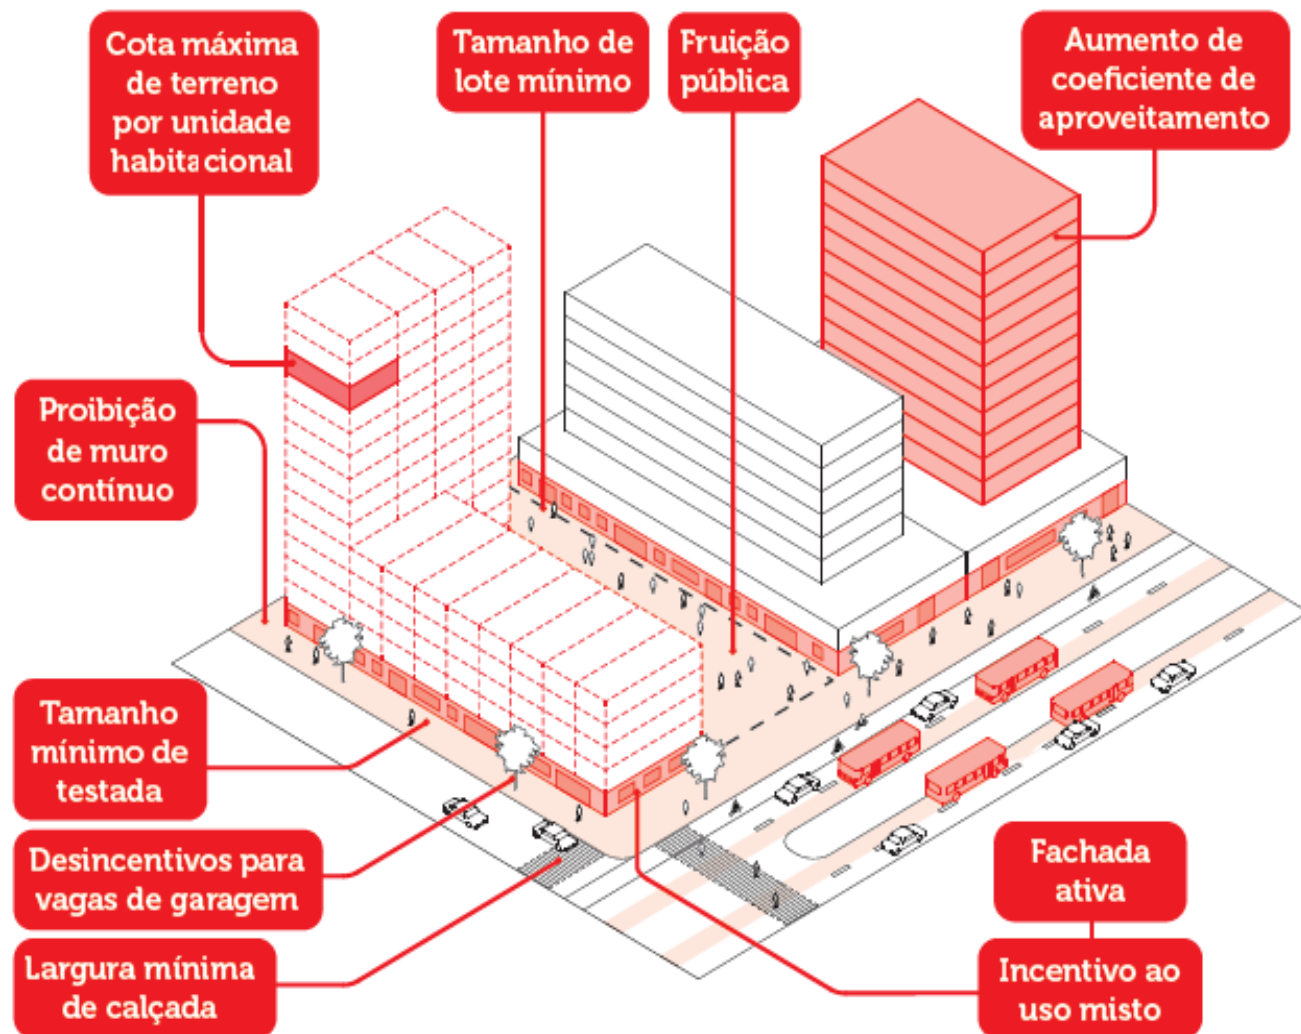 Cota máxima
de terreno
por unidade
habitacional
Tamanho de
lote mínimo
Fruição
pública
Aumento de
coeficiente de
aproveitamento
Proibição
de muro
contínuo
Tamanho
mínimo de
testada
Desincentivos para
vagas de garagem
Largura mínima
de calçada
Fachada
ativa
Incentivo ao
uso misto